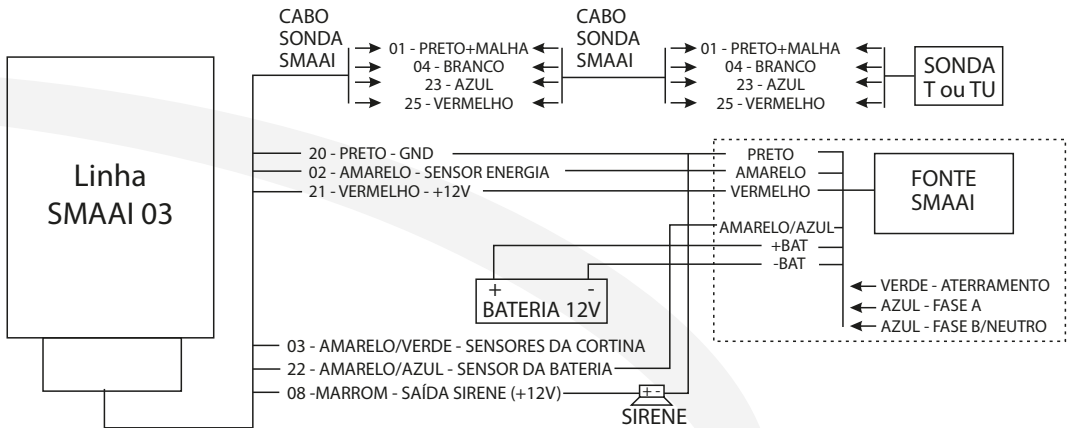 CABO
SONDA
SMAAI
01 - PRETO+MALHA
04 - BRANCO
23 - AZUL
25 - VERMELHO
CABO
SONDA
SMAAI
01 - PRETO+MALHA
04 - BRANCO
23 - AZUL
25 - VERMELHO
SONDA
T ou TU
Linha
SMAAI 03
20 - PRETO - GND
02 - AMARELO - SENSOR ENERGIA
21 - VERMELHO - +12V
PRETO
AMARELO
VERMELHO
FONTE
SMAAI
AMARELO/AZUL
+BAT
-BAT
+ -
BATERIA 12V
VERDE - ATERRAMENTO
AZUL - FASE A
AZUL - FASE B/NEUTRO
03 - AMARELO/VERDE - SENSORES DA CORTINA
22 - AMARELO/AZUL - SENSOR DA BATERIA
08 -MARROM - SAÍDA SIRENE (+12V)
+ -
SIRENE